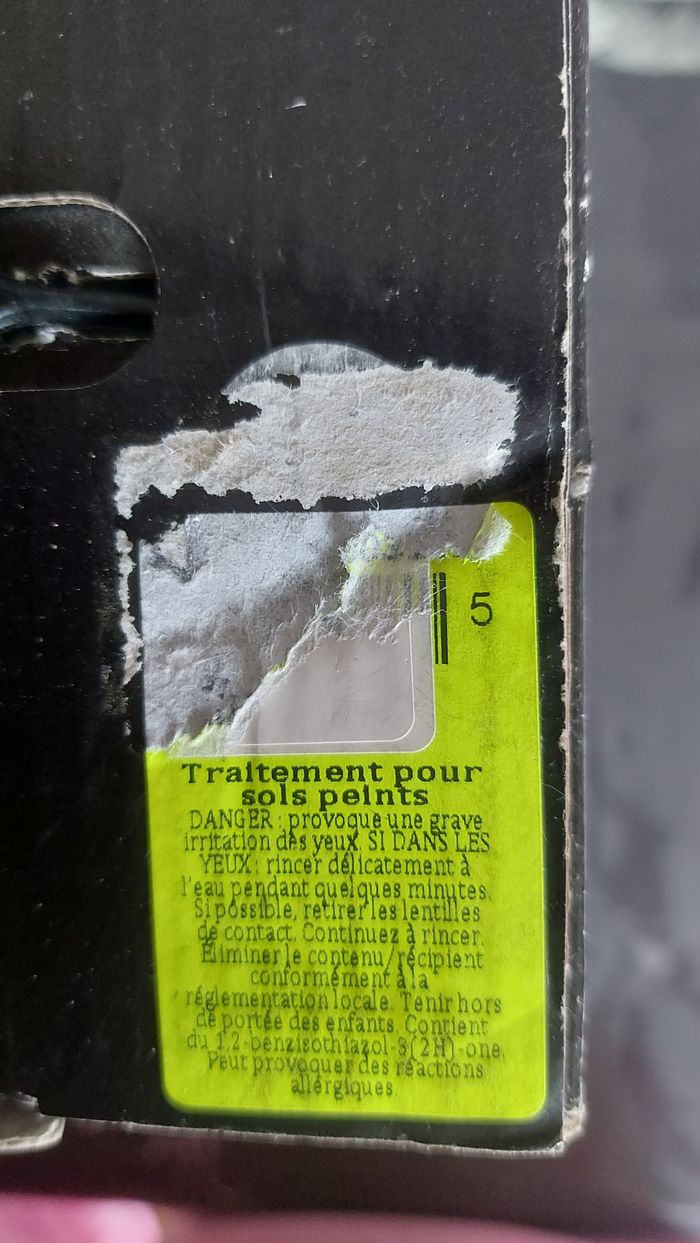 5
Traitement pour
sols peints
DANGER : provoque une grave
irritation des yeux. SI DANS LES
YEUX : rincer délicatement à
l'eau pendant quelques minutes.
Si possible, retirer les lentilles
de contact. Continuez à rincer.
Éliminer le contenu/récipient
conformément à la
réglementation locale. Tenir hors
de portée des enfants. Contient
du 1,2-benzisothiazol-3(2H)-one.
Peut provoquer des réactions
allergiques.